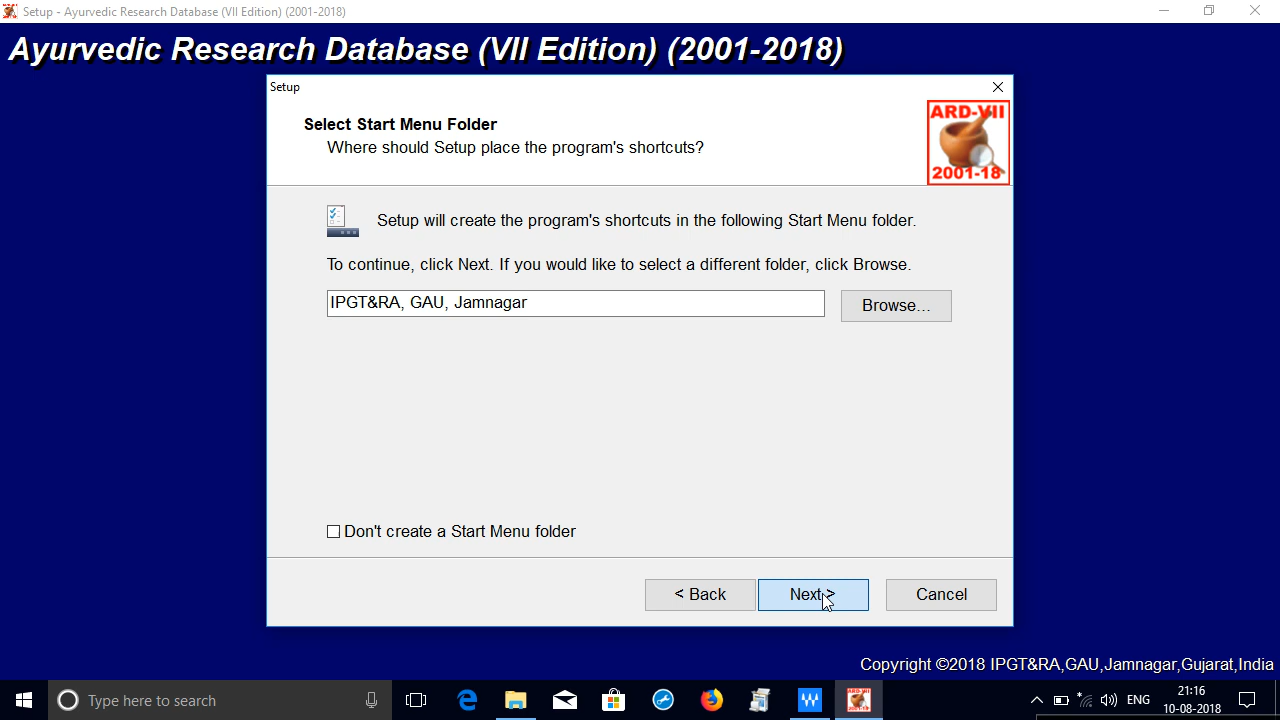 Setup - Ayurvedic Research Database (VII Edition) (2001-2018)
Ayurvedic Research Database (VII Edition) (2001-2018)
Setup
Select Start Menu Folder
Where should Setup place the program's shortcuts?
ARD-VII
2001-18
Setup will create the program's shortcuts in the following Start Menu folder.
To continue, click Next. If you would like to select a different folder, click Browse.
IPGT&RA, GAU, Jamnagar
Browse...
Don't create a Start Menu folder
< Back
Next >
Cancel
Copyright ©2018 IPGT&RA,GAU,Jamnagar,Gujarat,India
Type here to search
ARD-VII
2001-18
ENG
21:16
10-08-2018